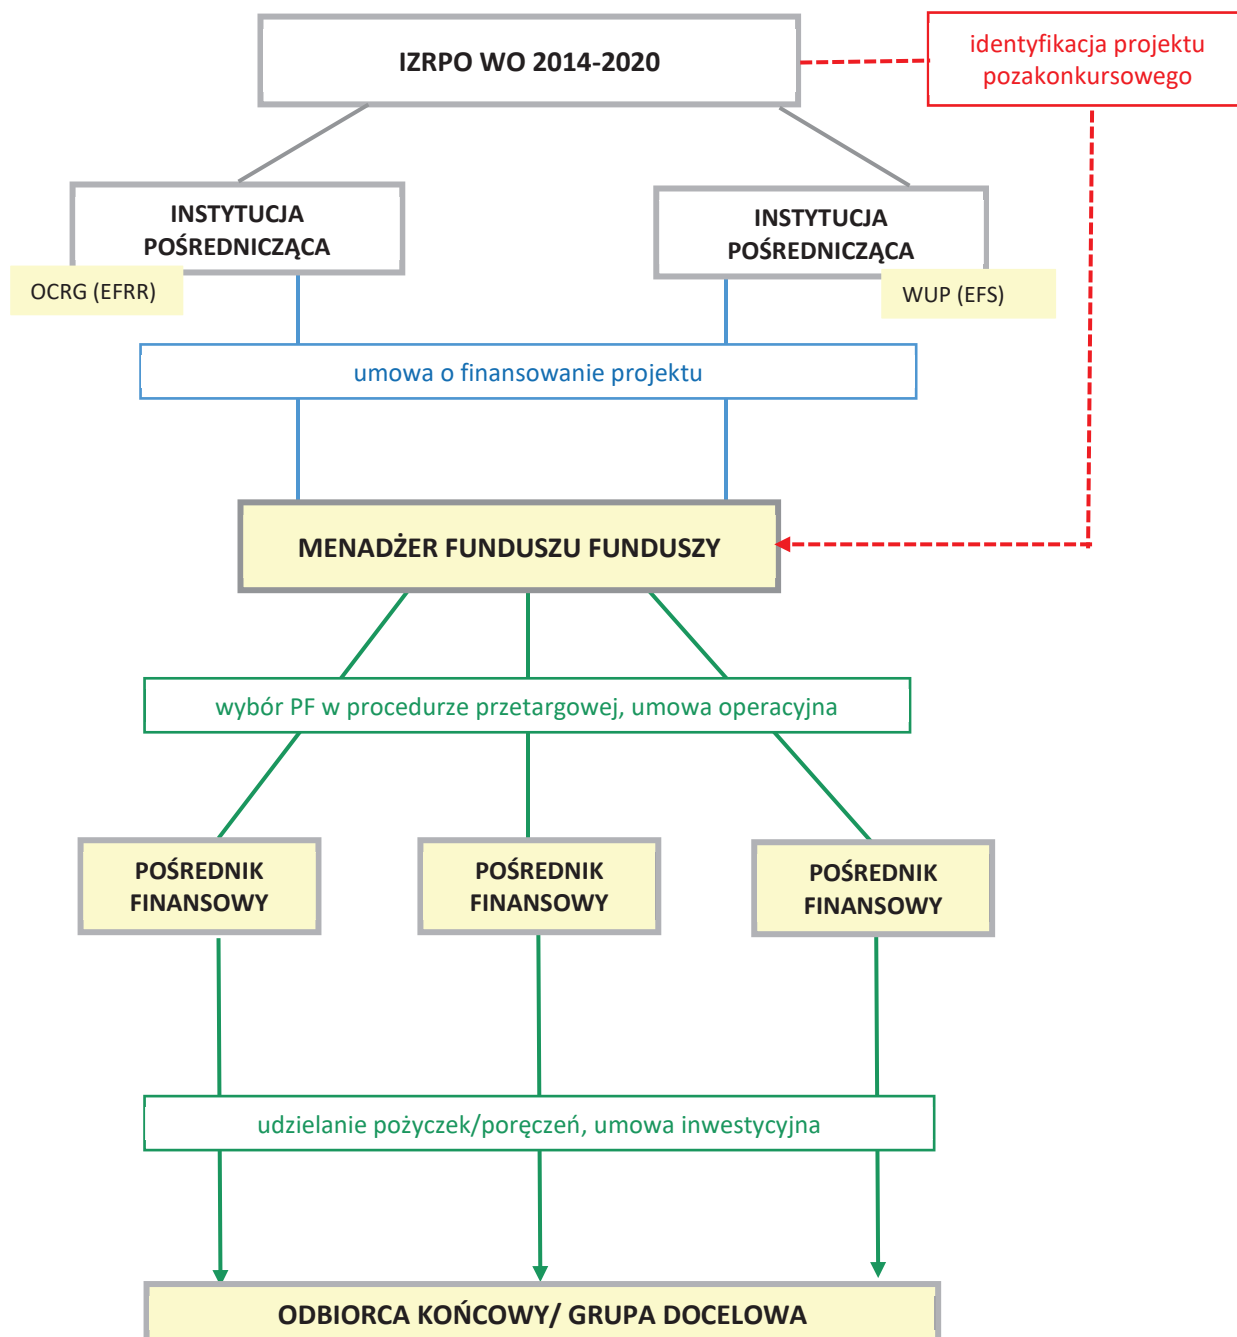 IZRPO WO 2014-2020
identyfikacja projektu
pozakonkursowego
INSTYTUCJA
POŚREDNICZĄCA
INSTYTUCJA
POŚREDNICZĄCA
OCRG (EFRR)
WUP (EFS)
umowa o finansowanie projektu
MENADŻER FUNDUSZU FUNDUSZY
wybór PF w procedurze przetargowej, umowa operacyjna
POŚREDNIK
FINANSOWY
POŚREDNIK
FINANSOWY
POŚREDNIK
FINANSOWY
udzielanie pożyczek/poręczeń, umowa inwestycyjna
ODBIORCA KOŃCOWY/ GRUPA DOCELOWA